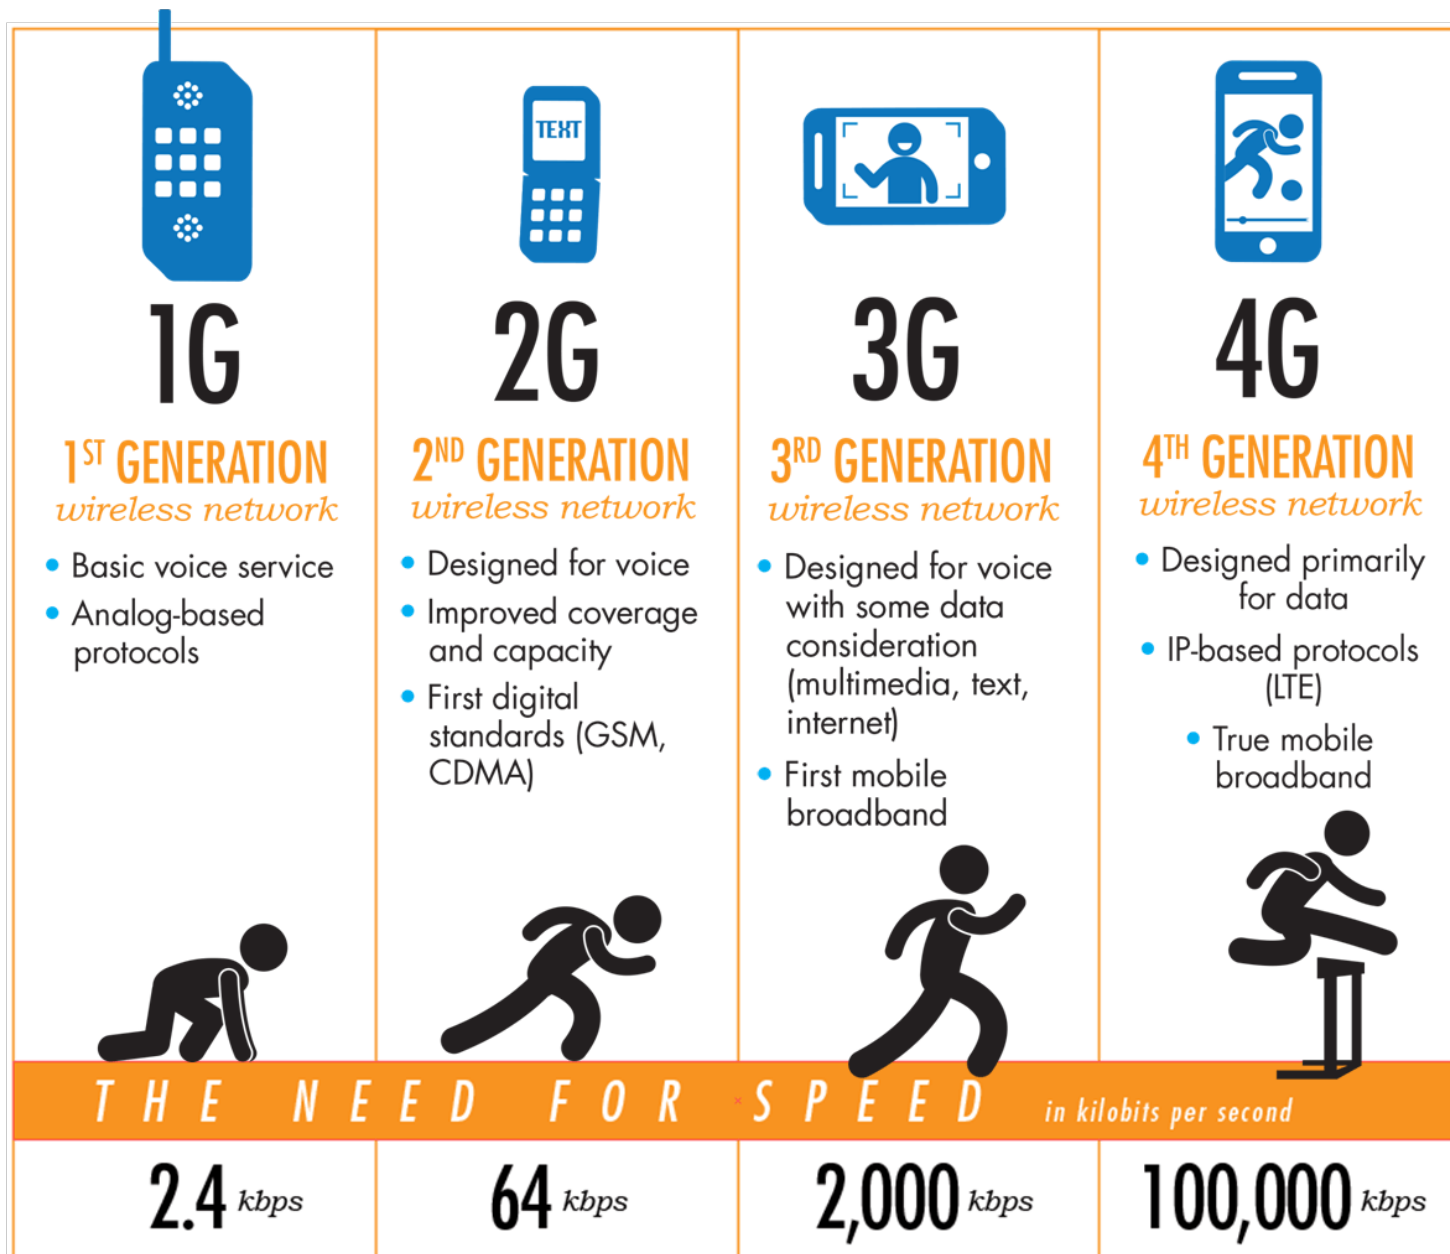 TEXT
1G
1ST GENERATION
wireless network
• Basic voice service
• Analog-based
protocols
2G
2ND GENERATION
wireless network
• Designed for voice
• Improved coverage
and capacity
• First digital
standards (GSM,
CDMA)
3G
3RD GENERATION
wireless network
• Designed for voice
with some data
consideration
(multimedia, text,
internet)
• First mobile
broadband
4G
4TH GENERATION
wireless network
• Designed primarily
for data
• IP-based protocols
(LTE)
• True mobile
broadband
THE NEED FOR SPEED in kilobits per second
2.4 kbps
64 kbps
2,000 kbps
100,000 kbps